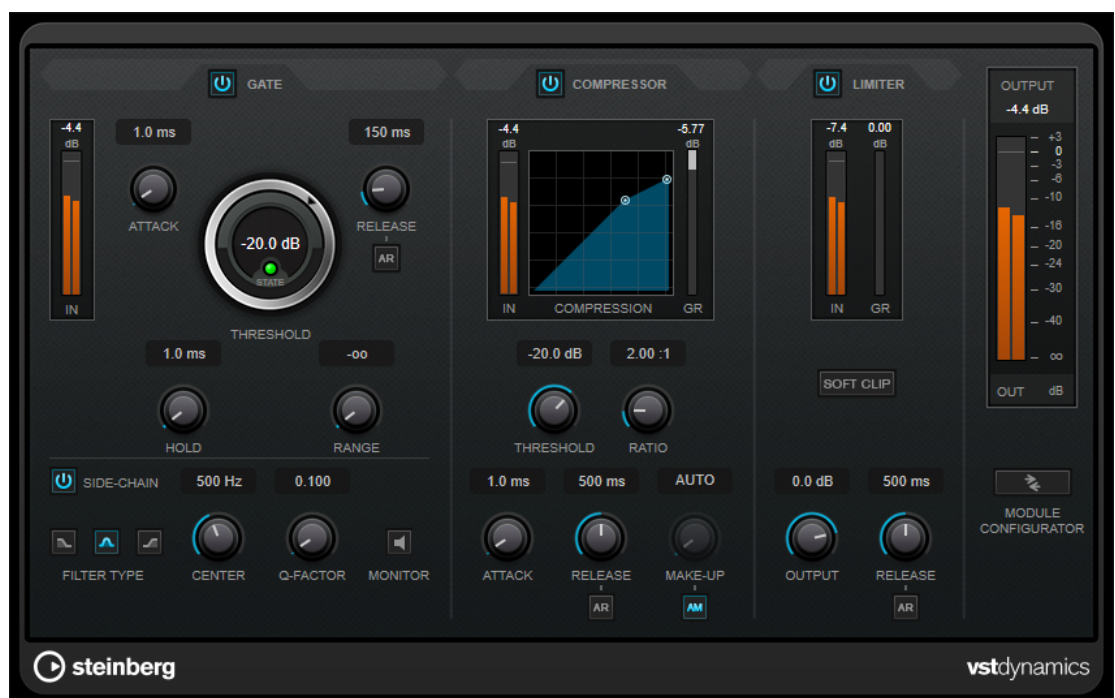 GATE
-4.4
dB
1.0 ms
150 ms
ATTACK
RELEASE
AR
-20.0 dB
STATE
IN
THRESHOLD
1.0 ms
-oo
HOLD
RANGE
SIDE-CHAIN
500 Hz
0.100
FILTER TYPE
CENTER
Q-FACTOR
MONITOR
COMPRESSOR
-4.4
dB
-5.77
dB
IN
COMPRESSION
GR
-20.0 dB
2.00 :1
THRESHOLD
RATIO
1.0 ms
500 ms
AUTO
ATTACK
RELEASE
MAKE-UP
AR
AM
LIMITER
-7.4
0.00
dB
dB
IN
GR
SOFT CLIP
0.0 dB
500 ms
OUTPUT
RELEASE
AR
OUTPUT
-4.4 dB
+3
0
-3
-6
-10
-16
-20
-24
-30
-40
oo
OUT
dB
MODULE
CONFIGURATOR
steinberg
vstdynamics